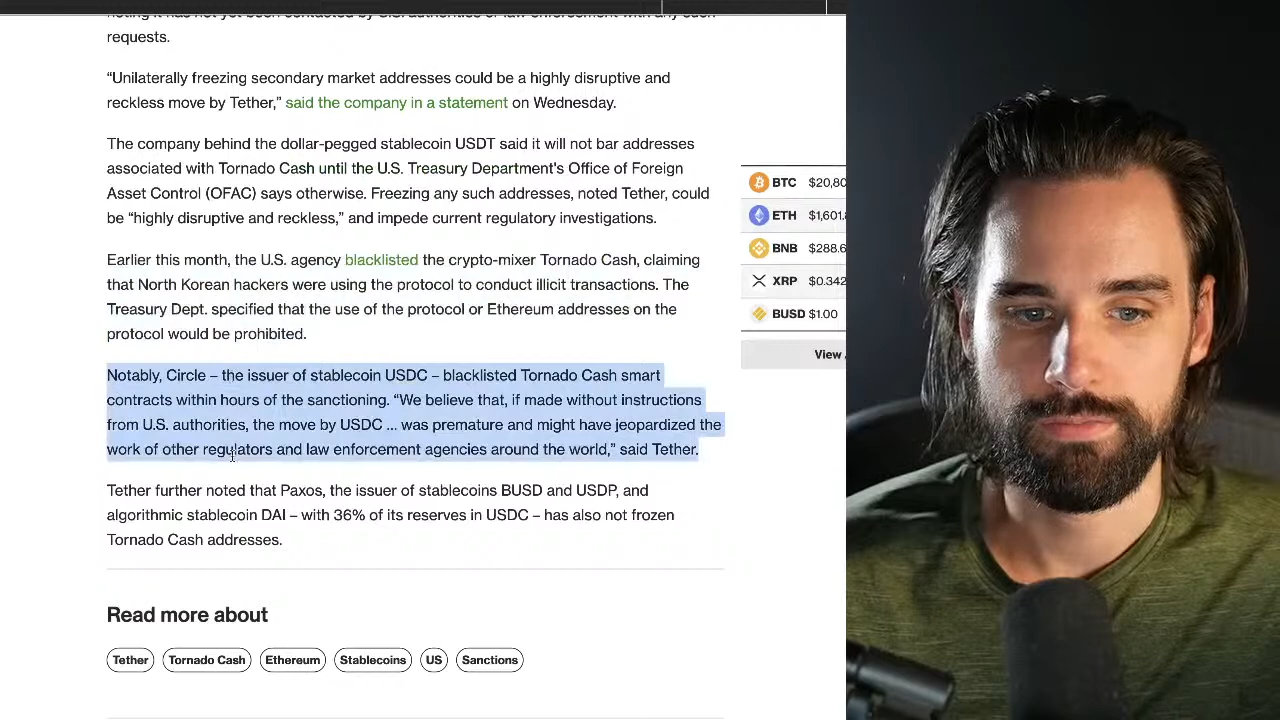 requests.
“Unilaterally freezing secondary market addresses could be a highly disruptive and
reckless move by Tether,” said the company in a statement on Wednesday.
The company behind the dollar-pegged stablecoin USDT said it will not bar addresses
associated with Tornado Cash until the U.S. Treasury Department's Office of Foreign
Asset Control (OFAC) says otherwise. Freezing any such addresses, noted Tether, could
be “highly disruptive and reckless,” and impede current regulatory investigations.
Earlier this month, the U.S. agency blacklisted the crypto-mixer Tornado Cash, claiming
that North Korean hackers were using the protocol to conduct illicit transactions. The
Treasury Dept. specified that the use of the protocol or Ethereum addresses on the
protocol would be prohibited.
Notably, Circle – the issuer of stablecoin USDC – blacklisted Tornado Cash smart
contracts within hours of the sanctioning. “We believe that, if made without instructions
from U.S. authorities, the move by USDC ... was premature and might have jeopardized the
work of other regulators and law enforcement agencies around the world,” said Tether.
Tether further noted that Paxos, the issuer of stablecoins BUSD and USDP, and
algorithmic stablecoin DAI – with 36% of its reserves in USDC – has also not frozen
Tornado Cash addresses.
Read more about
Tether Tornado Cash Ethereum Stablecoins US Sanctions
BTC $20,80
ETH $1,601.
BNB $288.6
XRP $0.342
BUSD $1.00
View